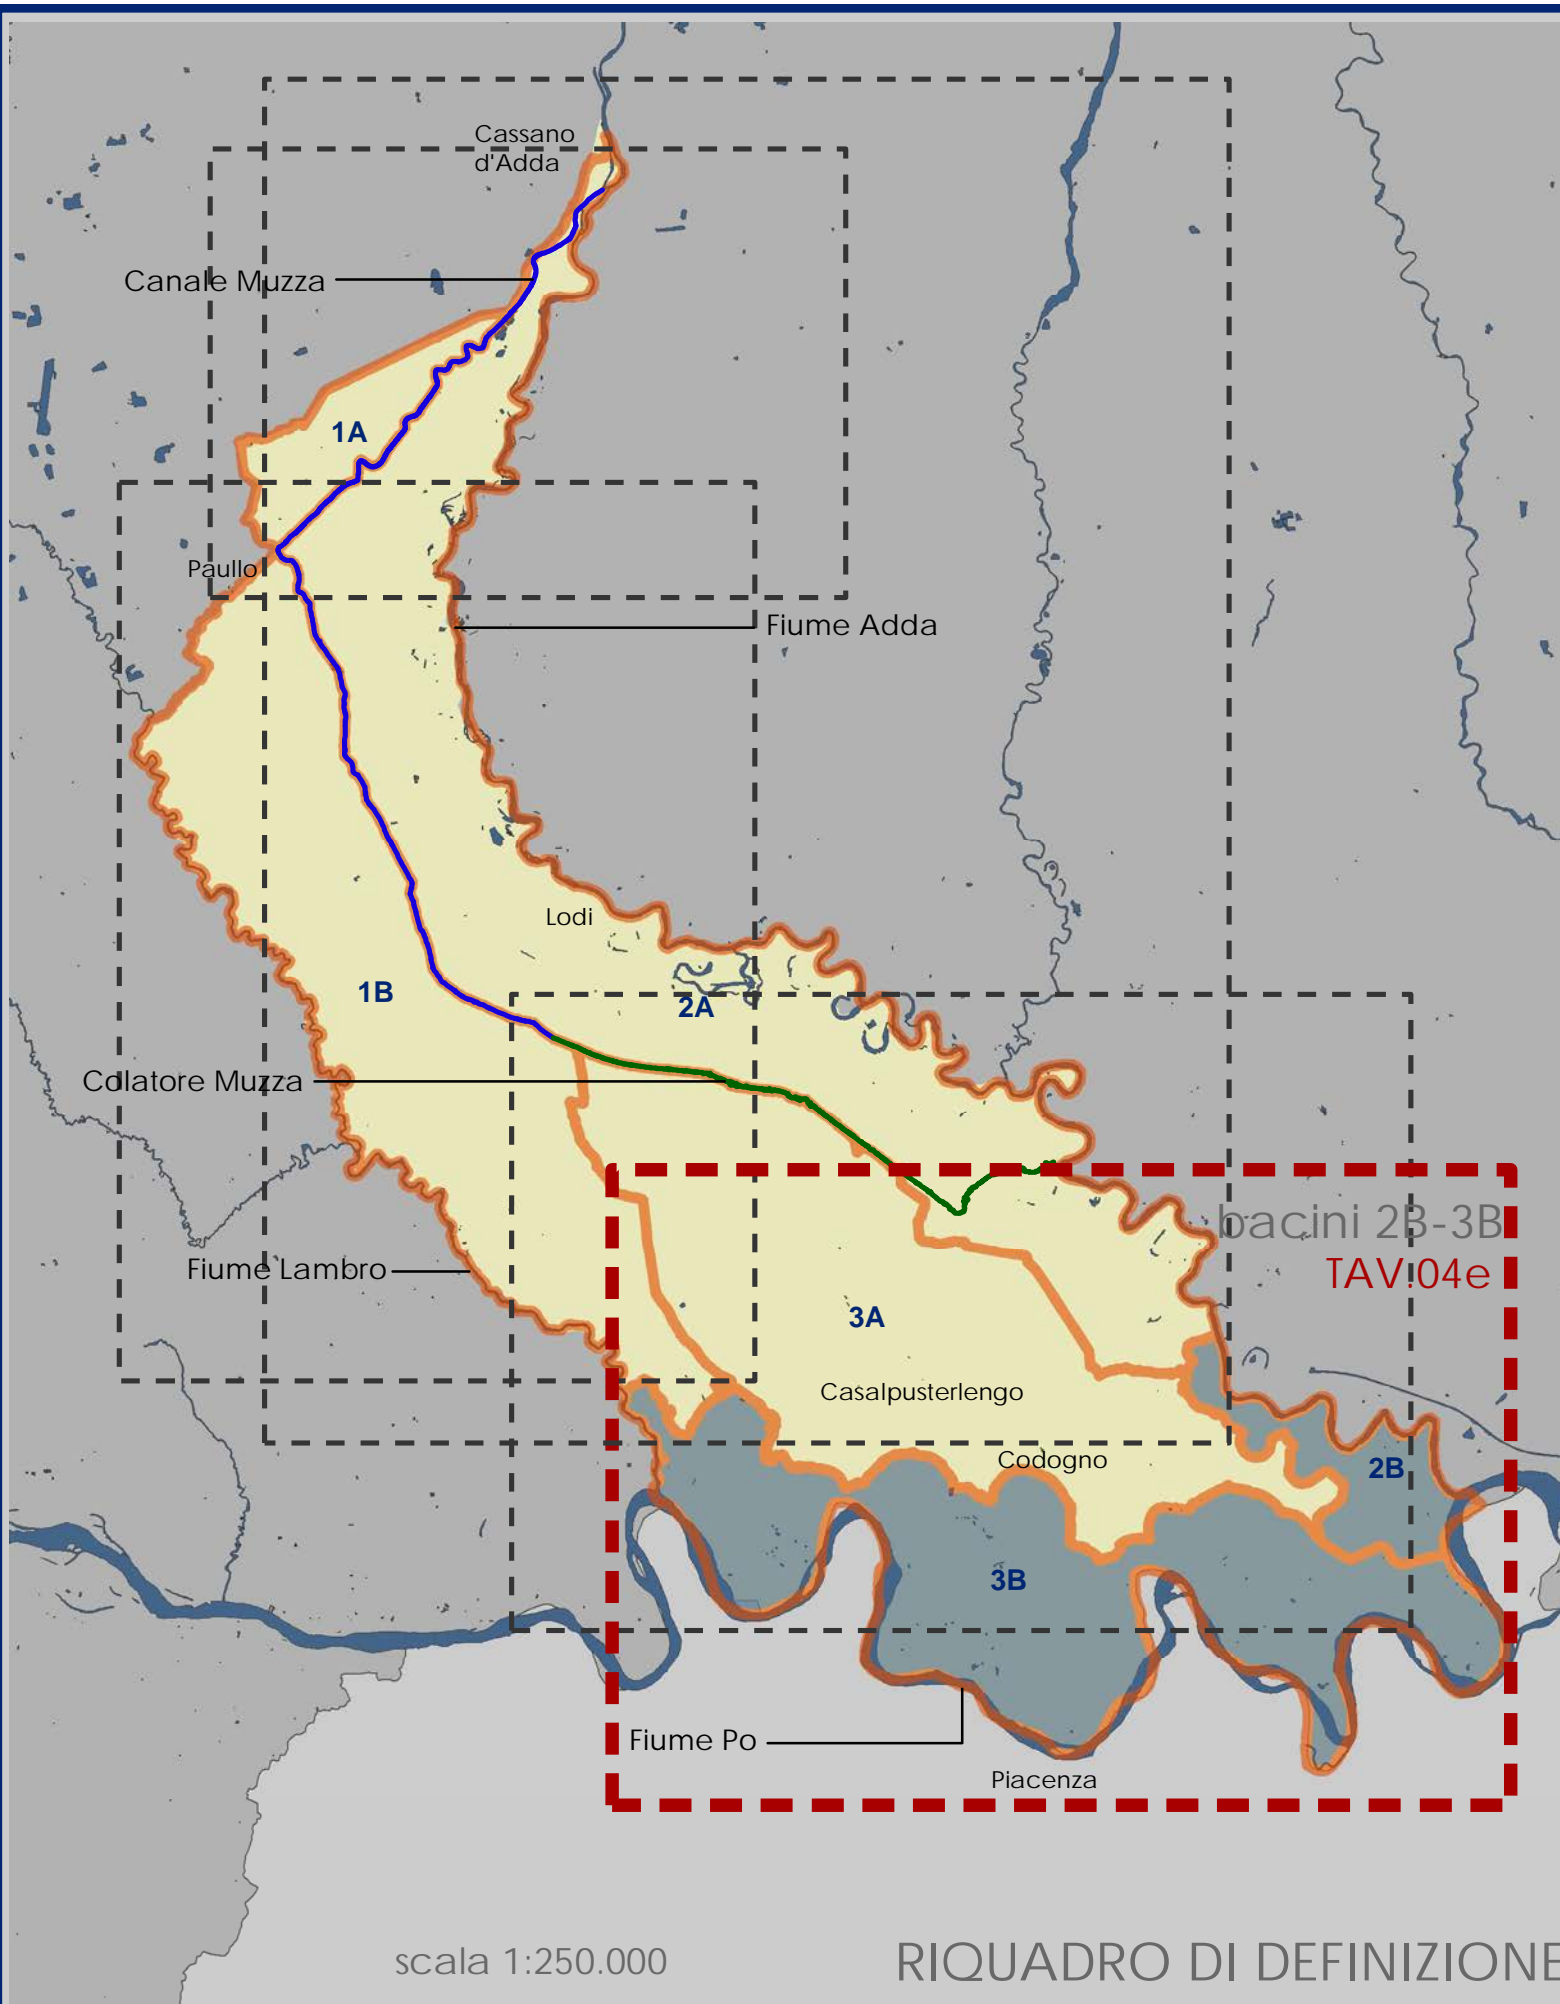 Cassano
d'Adda
Canale Muzza
1A
Paullo
Fiume Adda
Lodi
1B
2A
Colatore Muzza
bacini 2B-3B
Fiume Lambro
TAV.04e
3A
Casalpusterlengo
Codogno
2B
3B
Fiume Po
Piacenza
scala 1:250.000
RIQUADRO DI DEFINIZIONE